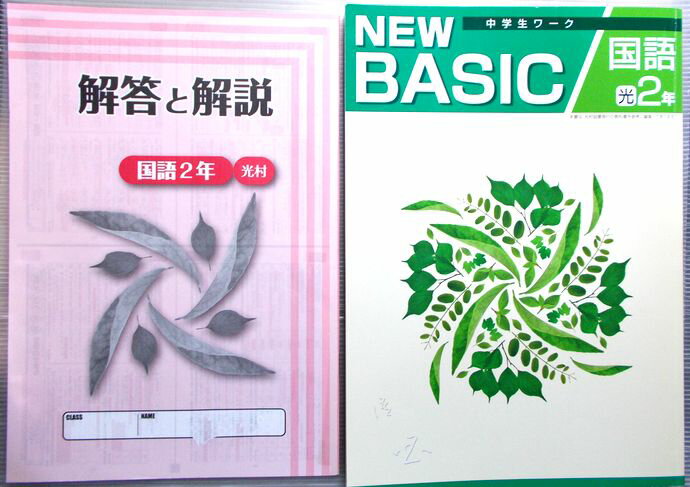 解答と解説
国語2年
光村
CLASS
NAME
中学生ワーク
NEW
BASIC
国語
光2年